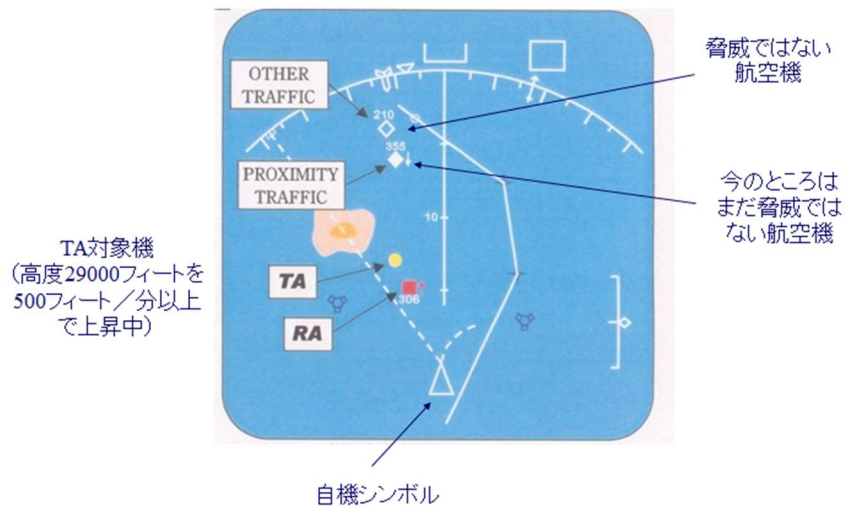 OTHER
TRAFFIC
脅威ではない
航空機
210
355
PROXIMITY
TRAFFIC
今のところは
まだ脅威では
ない航空機
10
TA対象機
(高度29000フィートを
500フィート/分以上
で上昇中)
TA
306
RA
自機シンボル